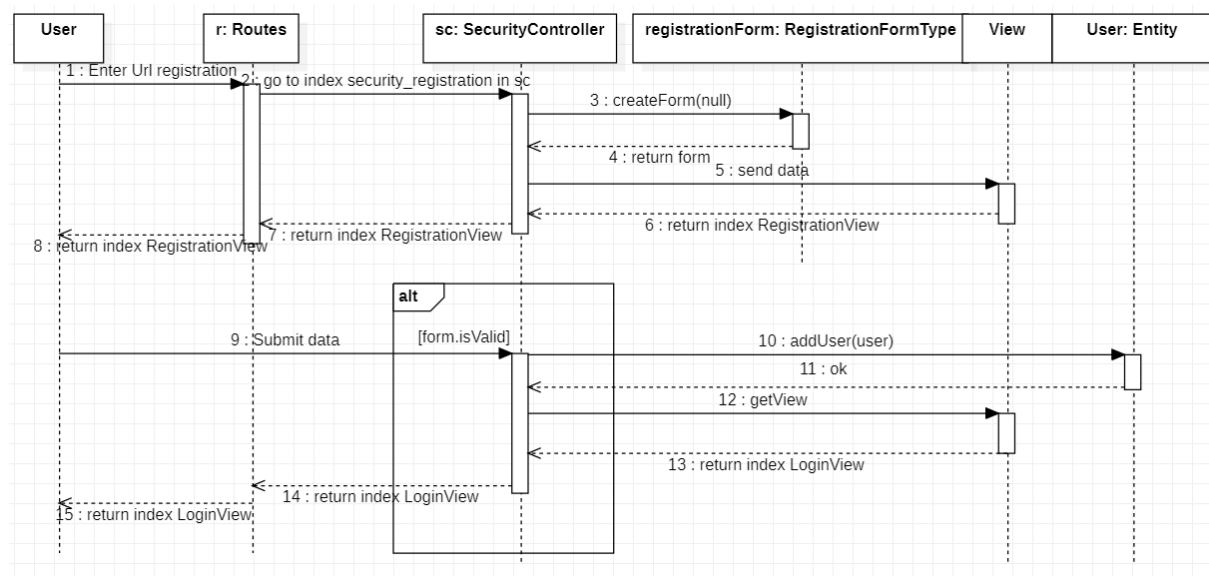 User
r: Routes
sc: SecurityController
registrationForm: RegistrationFormType
View
User: Entity
1 : Enter Url registration
2 : go to index security_registration in sc
3 : createForm(null)
4 : return form
5 : send data
6 : return index RegistrationView
7 : return index RegistrationView
8 : return index RegistrationView
alt
[form.isValid]
9 : Submit data
10 : addUser(user)
11 : ok
12 : getView
13 : return index LoginView
14 : return index LoginView
15 : return index LoginView